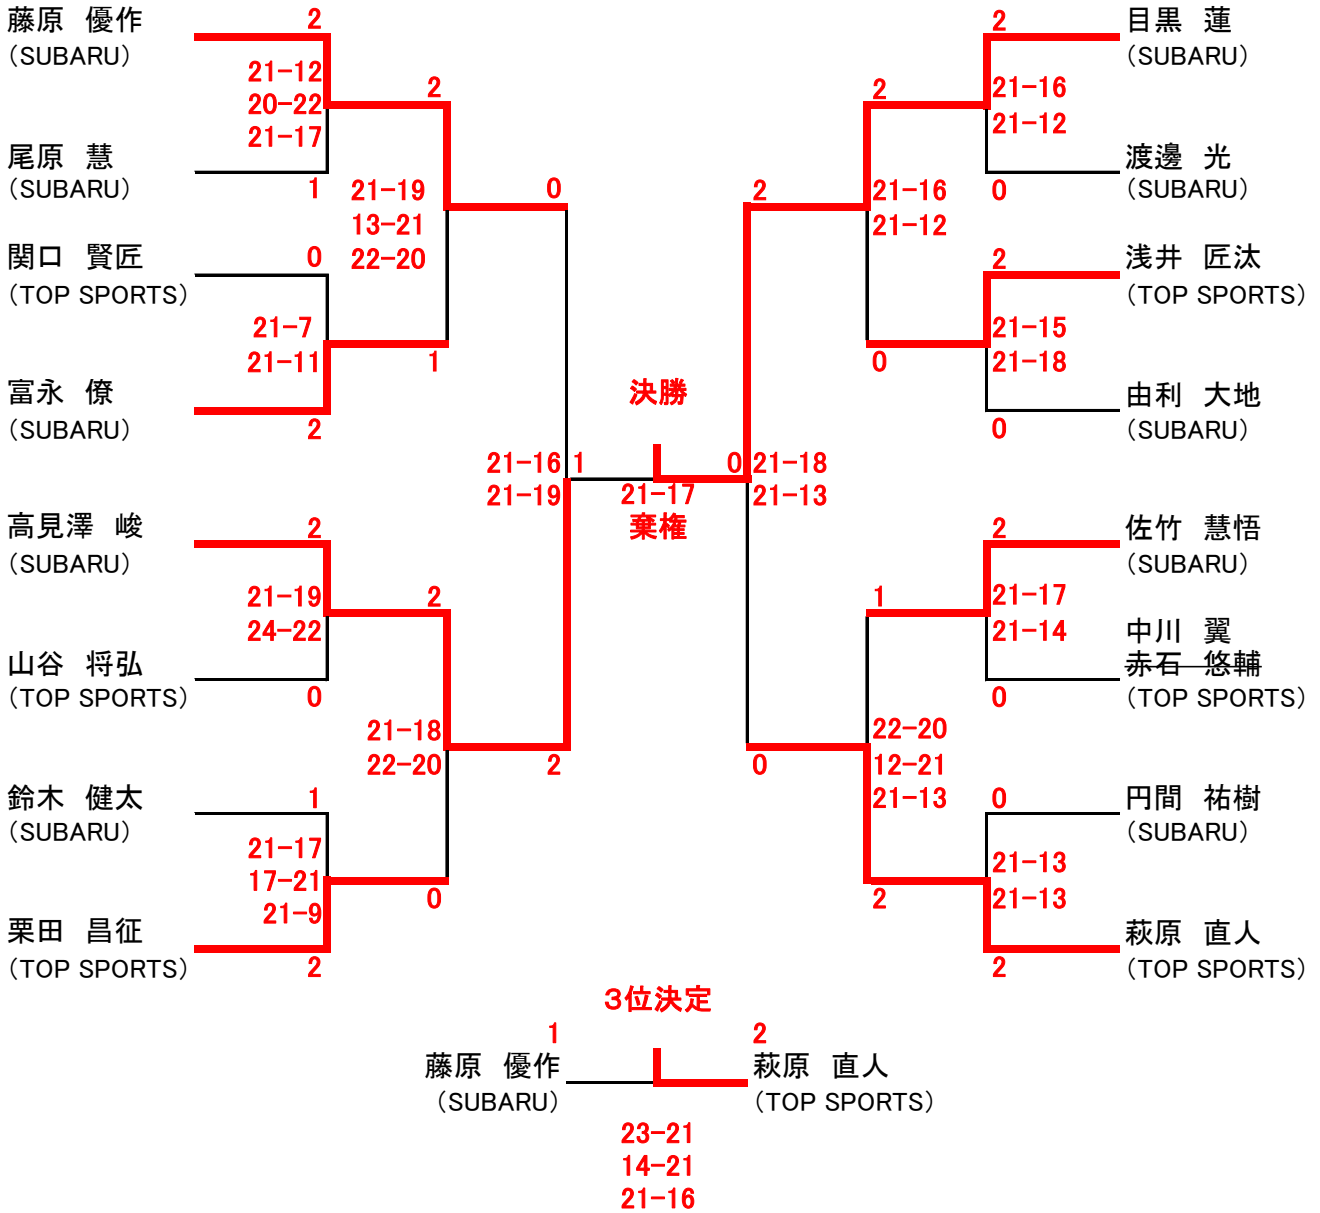 藤原　優作
（SUBARU）
2
21−12
20−22
21−17
尾原　慧
（SUBARU）
1
2
関口　賢匠
（TOP SPORTS）
0
21−7
21−11
富永　僚
（SUBARU）
2
1
21−19
13−21
22−20
0
高見澤　峻
（SUBARU）
2
21−19
24−22
山谷　将弘
（TOP SPORTS）
0
2
鈴木　健太
（SUBARU）
1
21−17
17−21
21−9
栗田　昌征
（TOP SPORTS）
2
0
21−18
22−20
2
21−16
21−19
1
決勝
0
21−17
棄権
目黒　蓮
（SUBARU）
2
21−16
21−12
渡邊　光
（SUBARU）
0
2
浅井　匠汰
（TOP SPORTS）
2
21−15
21−18
由利　大地
（SUBARU）
0
0
21−16
21−12
2
21−18
21−13
佐竹　慧悟
（SUBARU）
2
21−17
21−14
中川　翼
赤石　悠輔
（TOP SPORTS）
0
1
円間　祐樹
（SUBARU）
0
21−13
21−13
萩原　直人
（TOP SPORTS）
2
2
22−20
12−21
21−13
0
３位決定
1
2
藤原　優作
（SUBARU）
萩原　直人
（TOP SPORTS）
23−21
14−21
21−16